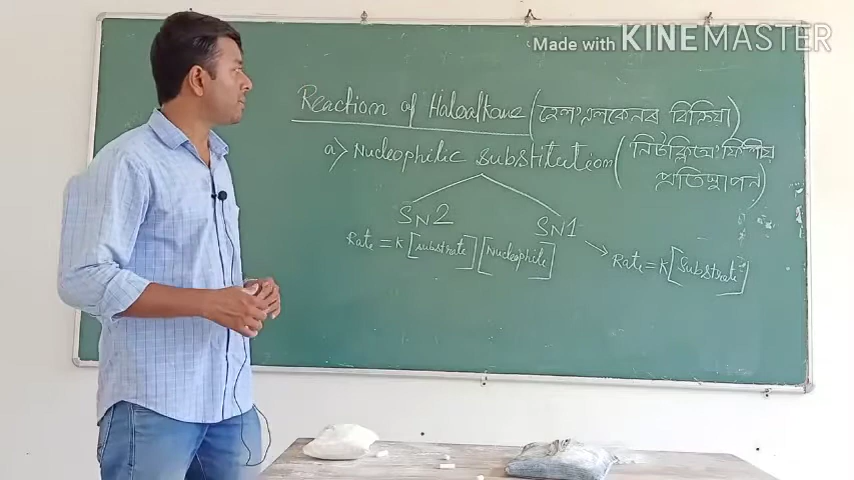 Made with KINEMASTER
Reaction of Haloalkane (হেল'এলকেনৰ বিক্ৰিয়া)
a) Nucleophilic substitution (নিউক্লিঅ'ফিলীয়
প্ৰতিস্থাপন)
SN2 SN1
Rate = K [substrate] [Nucleophile] → Rate = K [substrate]